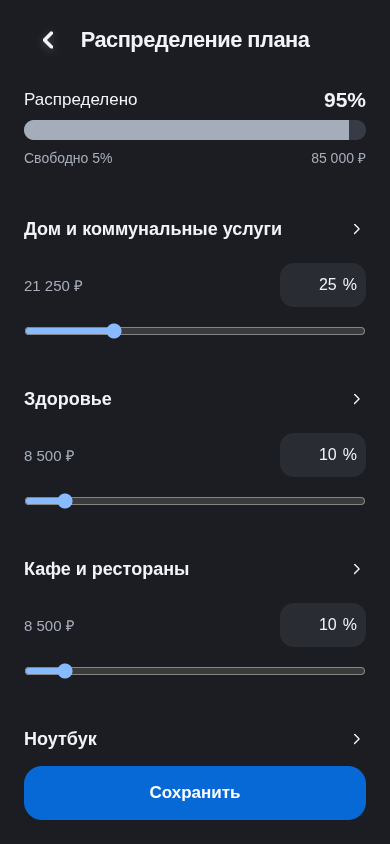 Распределение плана
Распределено 95%
Свободно 5% 85 000 ₽
Дом и коммунальные услуги
21 250 ₽ 25 %
Здоровье
8 500 ₽ 10 %
Кафе и рестораны
8 500 ₽ 10 %
Ноутбук
Сохранить